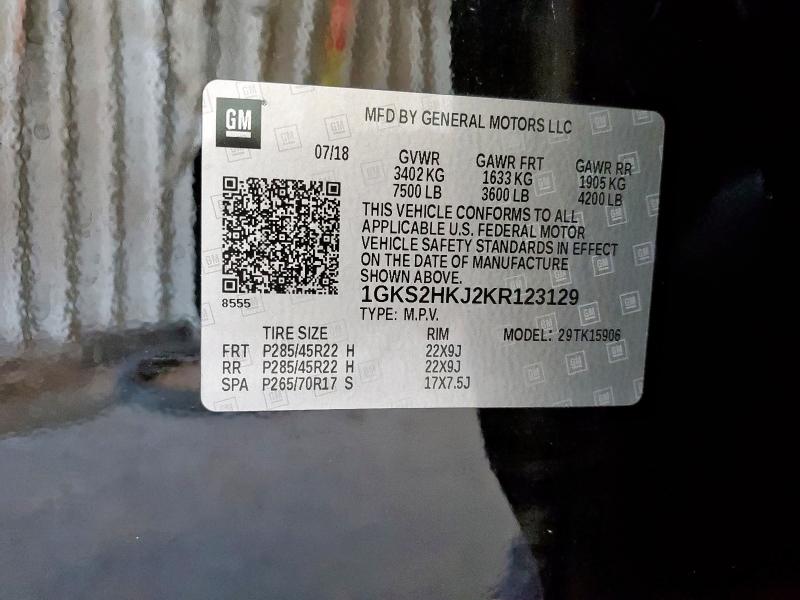 GM
MFD BY GENERAL MOTORS LLC
07/18
GVWR GAWR FRT GAWR RR
3402 KG 1633 KG 1905 KG
7500 LB 3600 LB 4200 LB
THIS VEHICLE CONFORMS TO ALL
APPLICABLE U.S. FEDERAL MOTOR
VEHICLE SAFETY STANDARDS IN EFFECT
ON THE DATE OF MANUFACTURE
SHOWN ABOVE.
8555
1GKS2HKJ2KR123129
TYPE: M.P.V.
TIRE SIZE RIM MODEL: 29TK15906
FRT P285/45R22 H 22X9J
RR P285/45R22 H 22X9J
SPA P265/70R17 S 17X7.5J